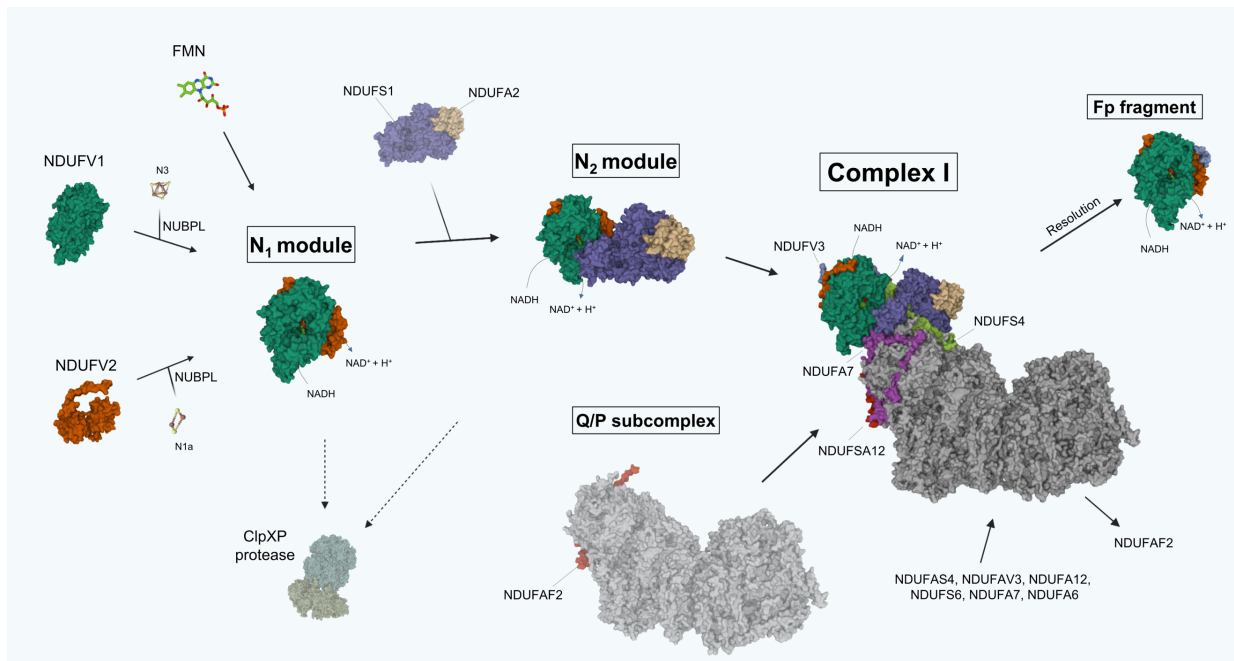 FMN
NDUFV1
N3
NUBPL
NDUFV2
NUBPL
N1a
N1 module
NAD+ + H+
NADH
NDUFS1
NDUFA2
N2 module
NADH
NAD+ + H+
ClpXP
protease
Q/P subcomplex
NDUFAF2
Complex I
NADH
NAD+ + H+
NDUFV3
NDUFS4
NDUFA7
NDUFSA12
NDUFAF2
NDUFAS4, NDUFAV3, NDUFA12,
NDUFS6, NDUFA7, NDUFA6
Resolution
Fp fragment
NAD+ + H+
NADH